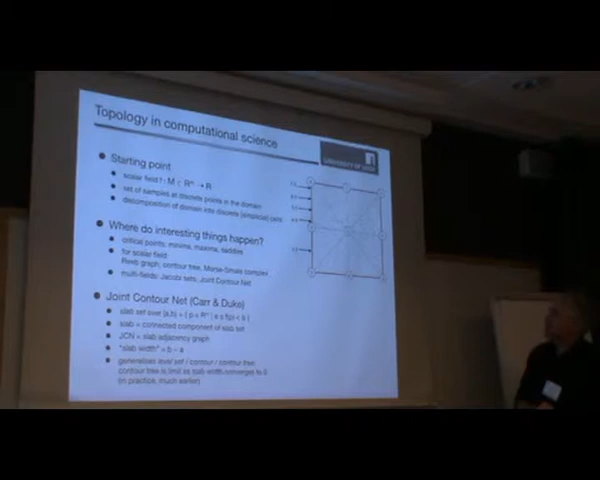 Topology in computational science
UNIVERSITY OF LEEDS
Starting point
scalar field f : M ⊂ Rᵐ → R
set of samples at discrete points in the domain
decomposition of domain into discrete (simplicial) cells
Where do interesting things happen?
critical points: minima, maxima, saddles
for scalar field:
Reeb graph, contour tree, Morse-Smale complex
multi-fields: Jacobi sets, Joint Contour Net
Joint Contour Net (Carr & Duke)
slab set over [a,b) = { p ∈ Rᵐ | a ≤ f(p) < b }
slab = connected component of slab set
JCN = slab adjacency graph
"slab width" = b – a
generalises level set / contour / contour tree:
contour tree is limit as slab width converges to 0
(in practice, much earlier)